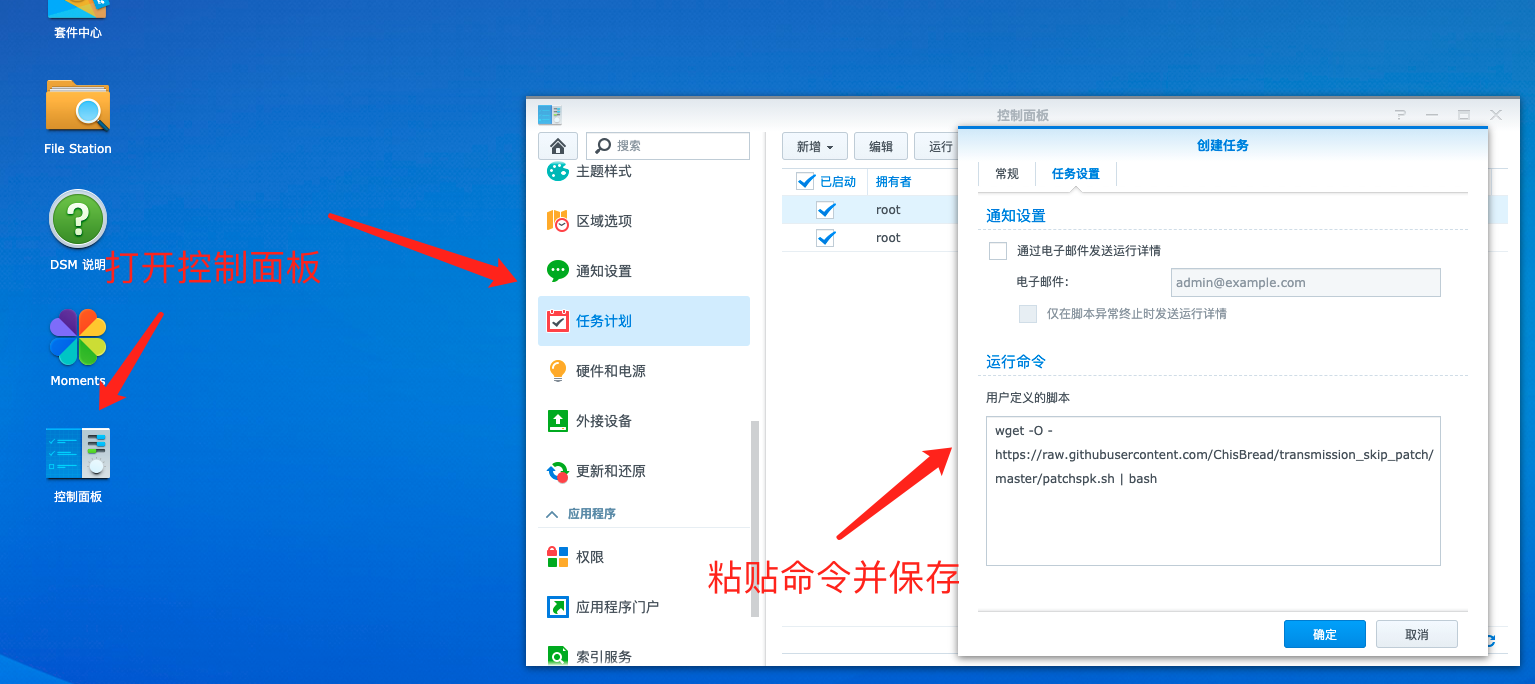 套件中心
File Station
DSM 说明
打开控制面板
Moments
控制面板
控制面板
搜索
主题样式
区域选项
通知设置
任务计划
硬件和电源
外接设备
更新和还原
应用程序
权限
应用程序门户
索引服务
新增
编辑
运行
已启动
拥有者
root
root
粘贴命令并保存
创建任务
常规
任务设置
通知设置
通过电子邮件发送运行详情
电子邮件:
admin@example.com
仅在脚本异常终止时发送运行详情
运行命令
用户定义的脚本
wget -O -
https://raw.githubusercontent.com/ChisBread/transmission_skip_patch/
master/patchspk.sh | bash
确定
取消